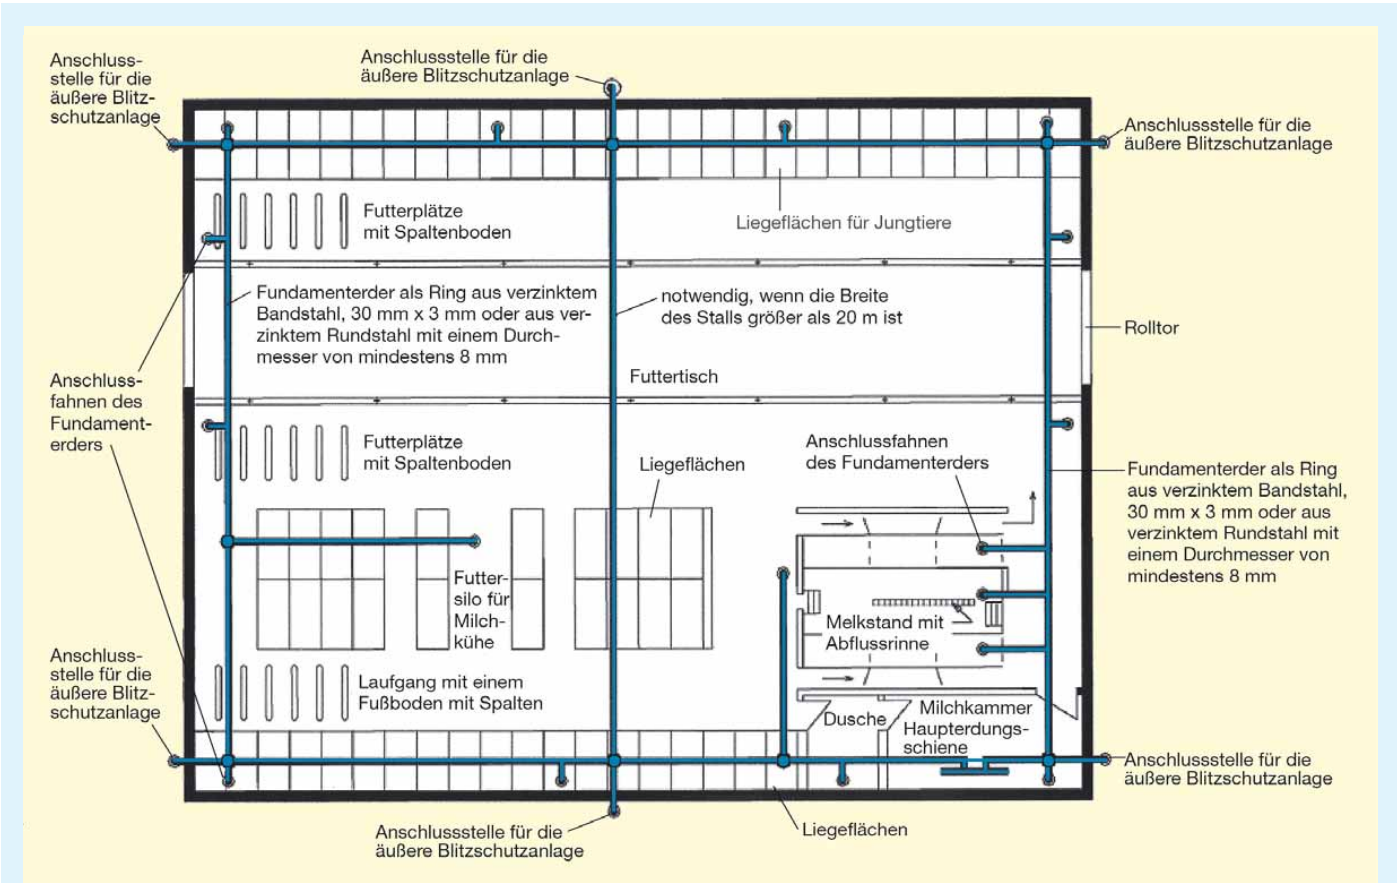 Anschluss-
stelle für die
äußere Blitz-
schutzanlage
Anschlussstelle für die
äußere Blitzschutzanlage
Anschlussstelle für die
äußere Blitzschutzanlage
Futterplätze
mit Spaltenboden
Liegeflächen für Jungtiere
Fundamenterder als Ring aus verzinktem
Bandstahl, 30 mm x 3 mm oder aus ver-
zinktem Rundstahl mit einem Durch-
messer von mindestens 8 mm
notwendig, wenn die Breite
des Stalls größer als 20 m ist
Rolltor
Anschluss-
fahnen des
Fundament-
erders
Futtertisch
Futterplätze
mit Spaltenboden
Liegeflächen
Anschlussfahnen
des Fundamenterders
Fundamenterder als Ring
aus verzinktem Bandstahl,
30 mm x 3 mm oder aus
verzinktem Rundstahl mit
einem Durchmesser von
mindestens 8 mm
Futter-
silo für
Milch-
kühe
Melkstand mit
Abflussrinne
Anschluss-
stelle für die
äußere Blitz-
schutzanlage
Laufgang mit einem
Fußboden mit Spalten
Dusche
Milchkammer
Haupterdungs-
schiene
Anschlussstelle für die
äußere Blitzschutzanlage
Anschlussstelle für die
äußere Blitzschutzanlage
Liegeflächen